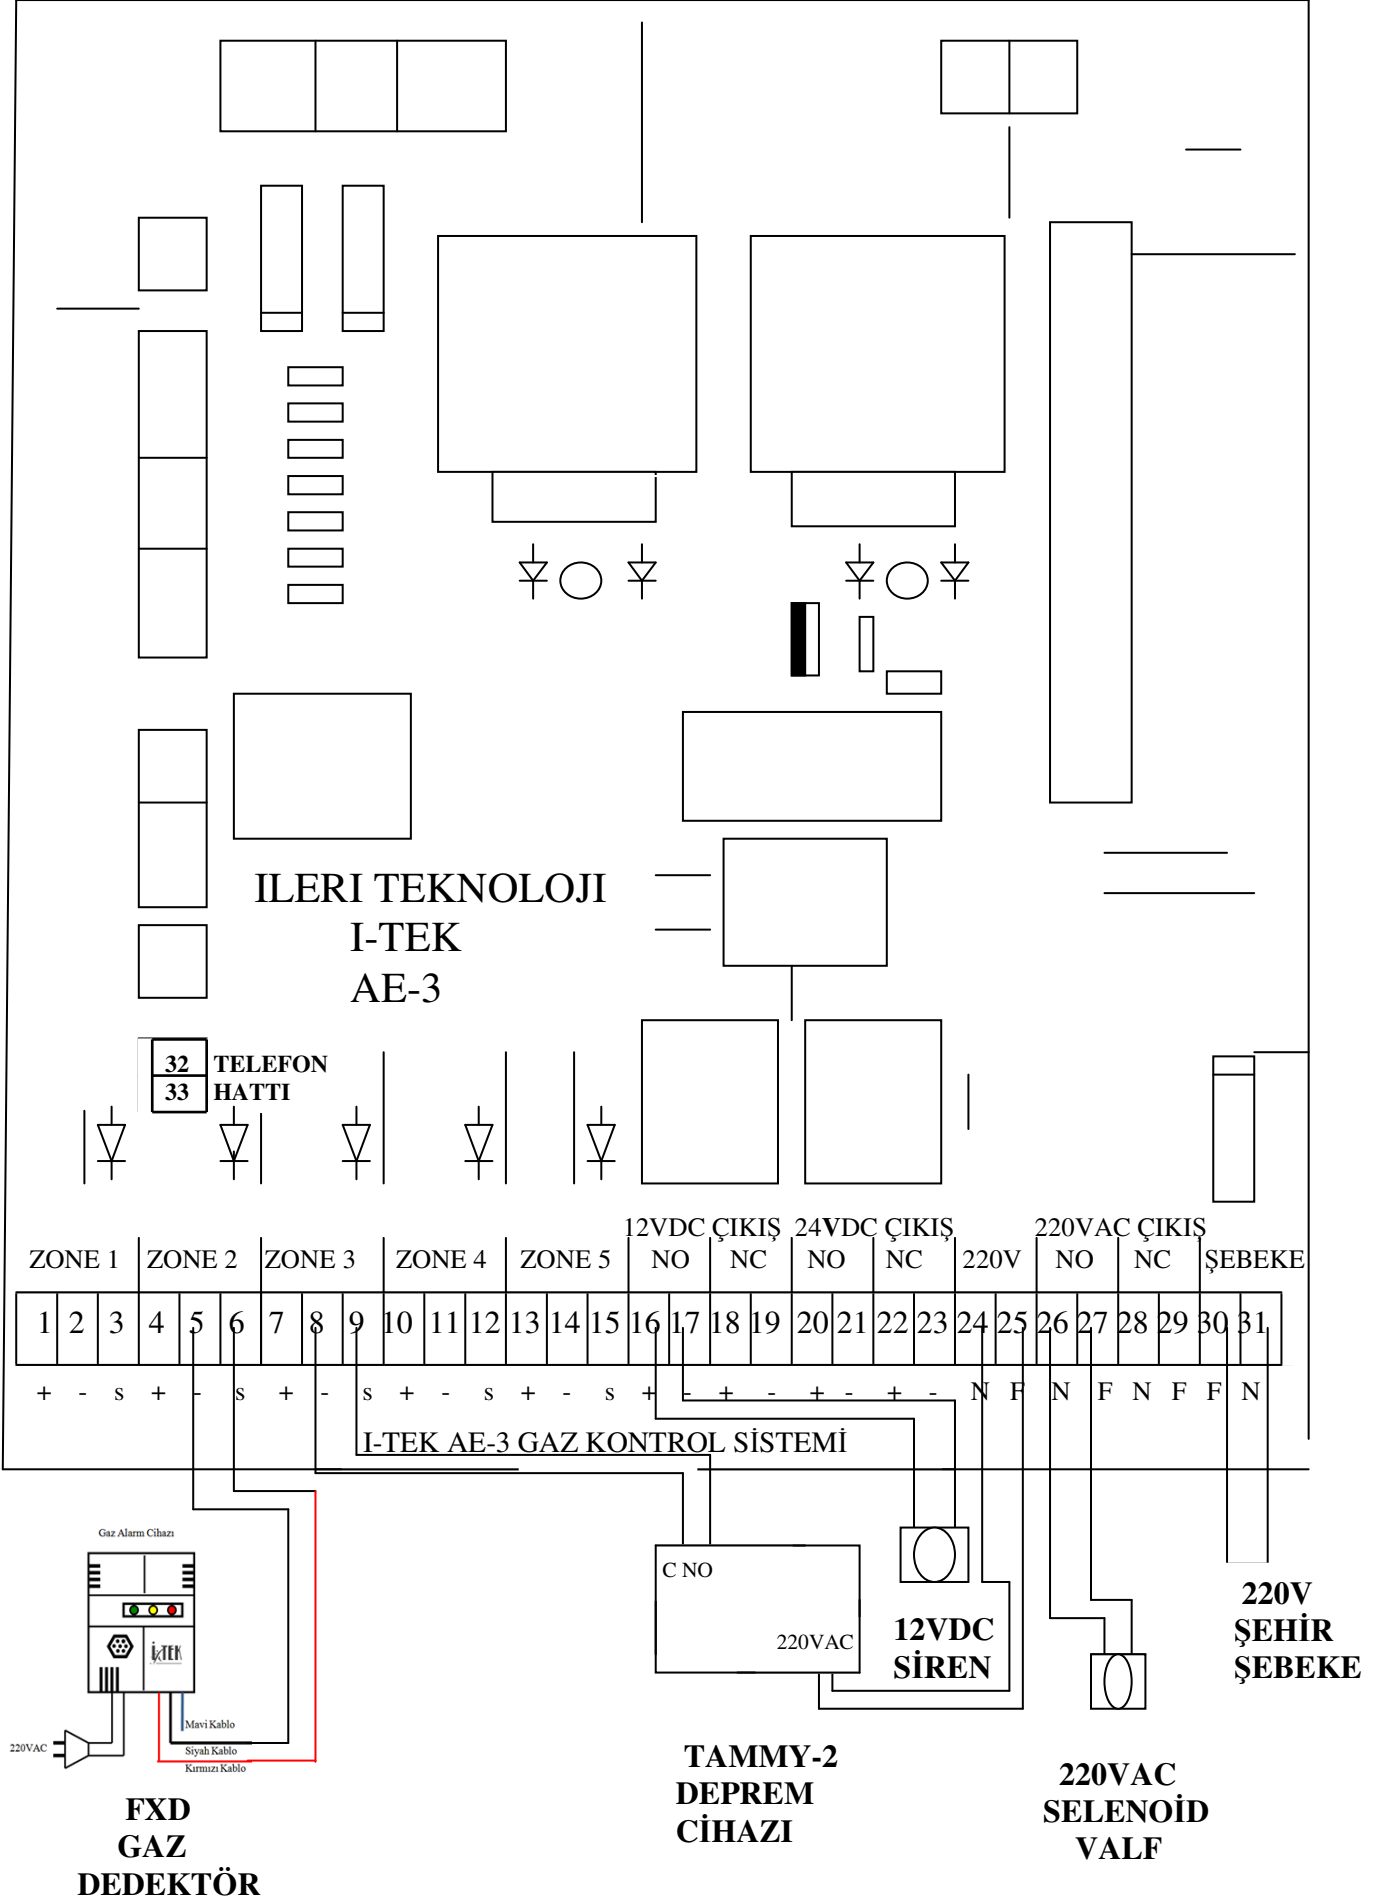 ILERI TEKNOLOJI
I-TEK
AE-3
32 TELEFON
33 HATTI
12VDC ÇIKIŞ 24VDC ÇIKIŞ 220VAC ÇIKIŞ
ZONE 1 ZONE 2 ZONE 3 ZONE 4 ZONE 5 NO NC NO NC 220V NO NC ŞEBEKE
1 2 3 4 5 6 7 8 9 10 11 12 13 14 15 16 17 18 19 20 21 22 23 24 25 26 27 28 29 30 31
+ - s + - s + - s + - s + - s + - + - + - + - N F N F N F F N
I-TEK AE-3 GAZ KONTROL SİSTEMİ
Gaz Alarm Cihazı
i-TEK
Mavi Kablo
220VAC
Siyah Kablo
Kırmızı Kablo
FXD
GAZ
DEDEKTÖR
C NO
220VAC
TAMMY-2
DEPREM
CİHAZI
12VDC
SİREN
220VAC
SELENOİD
VALF
220V
ŞEHİR
ŞEBEKE